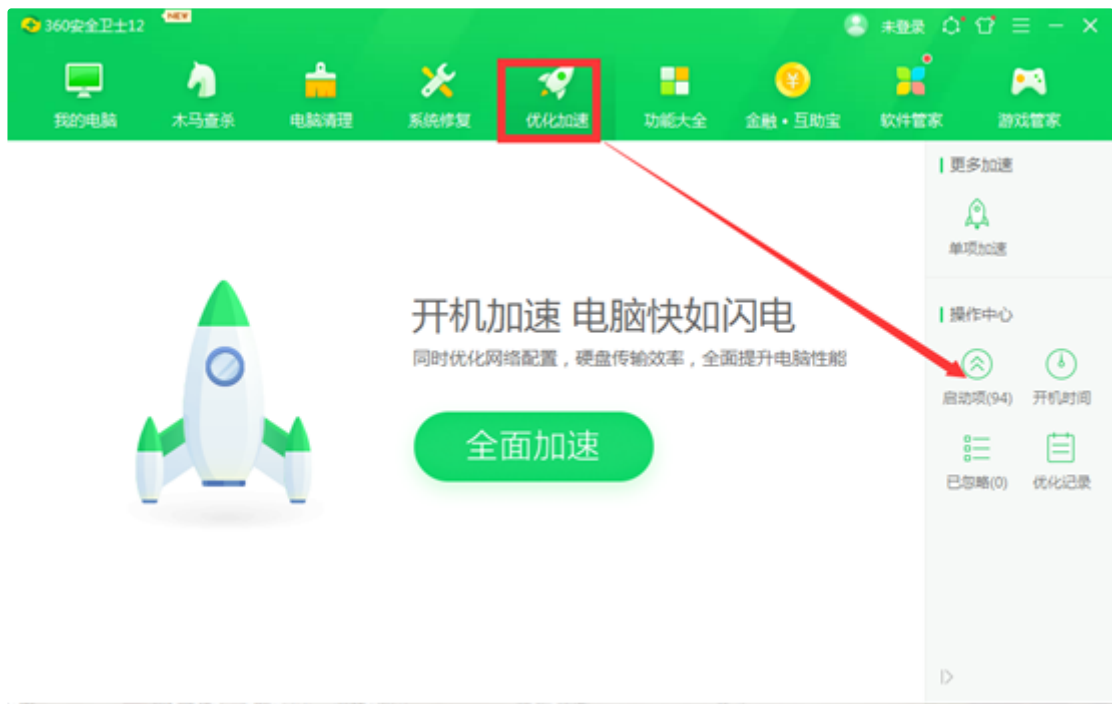 360安全卫士12
NEW
未登录
我的电脑
木马查杀
电脑清理
系统修复
优化加速
功能大全
金融•互助宝
软件管家
游戏管家
更多加速
单项加速
开机加速 电脑快如闪电
同时优化网络配置，硬盘传输效率，全面提升电脑性能
全面加速
操作中心
启动项(94)
开机时间
已忽略(0)
优化记录